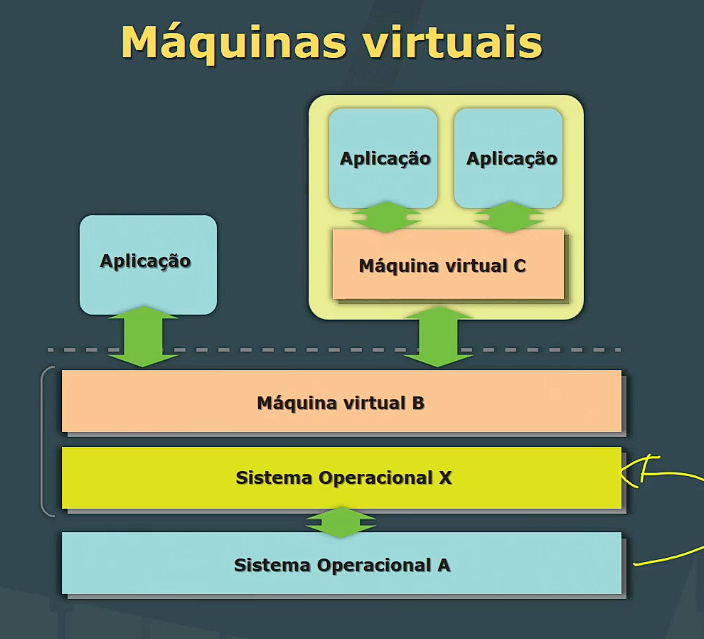 Máquinas virtuais
Aplicação
Aplicação
Aplicação
Máquina virtual C
Máquina virtual B
Sistema Operacional X
Sistema Operacional A